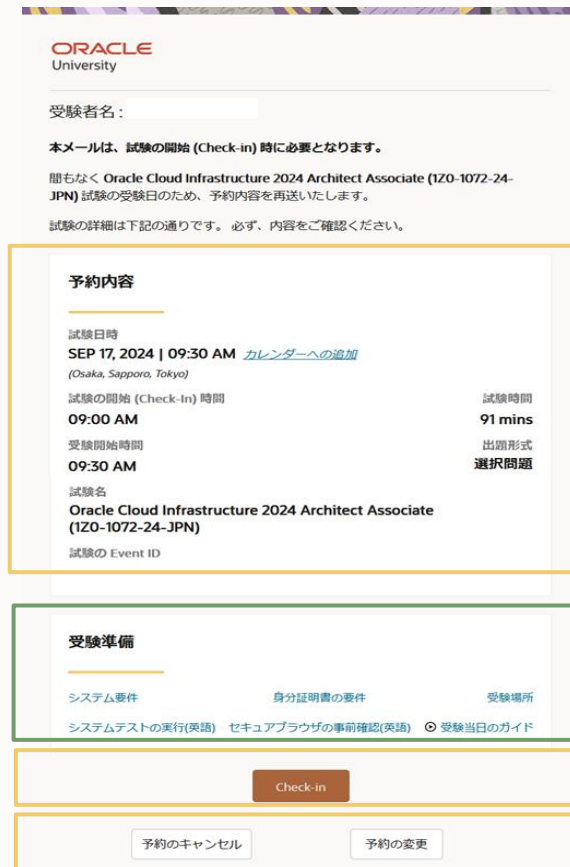 ORACLE
University
受験者名 :
本メールは、試験の開始 (Check-in) 時に必要となります。
間もなく Oracle Cloud Infrastructure 2024 Architect Associate (1Z0-1072-24-
JPN) 試験の受験日のため、予約内容を再送いたします。
試験の詳細は下記の通りです。 必ず、内容をご確認ください。
予約内容
試験日時
SEP 17, 2024 | 09:30 AM カレンダーへの追加
(Osaka, Sapporo, Tokyo)
試験の開始 (Check-In) 時間 試験時間
09:00 AM 91 mins
受験開始時間 出題形式
09:30 AM 選択問題
試験名
Oracle Cloud Infrastructure 2024 Architect Associate
(1Z0-1072-24-JPN)
試験の Event ID
受験準備
システム要件 身分証明書の要件 受験場所
システムテストの実行(英語) セキュアブラウザの事前確認(英語) 受験当日のガイド
Check-in
予約のキャンセル 予約の変更